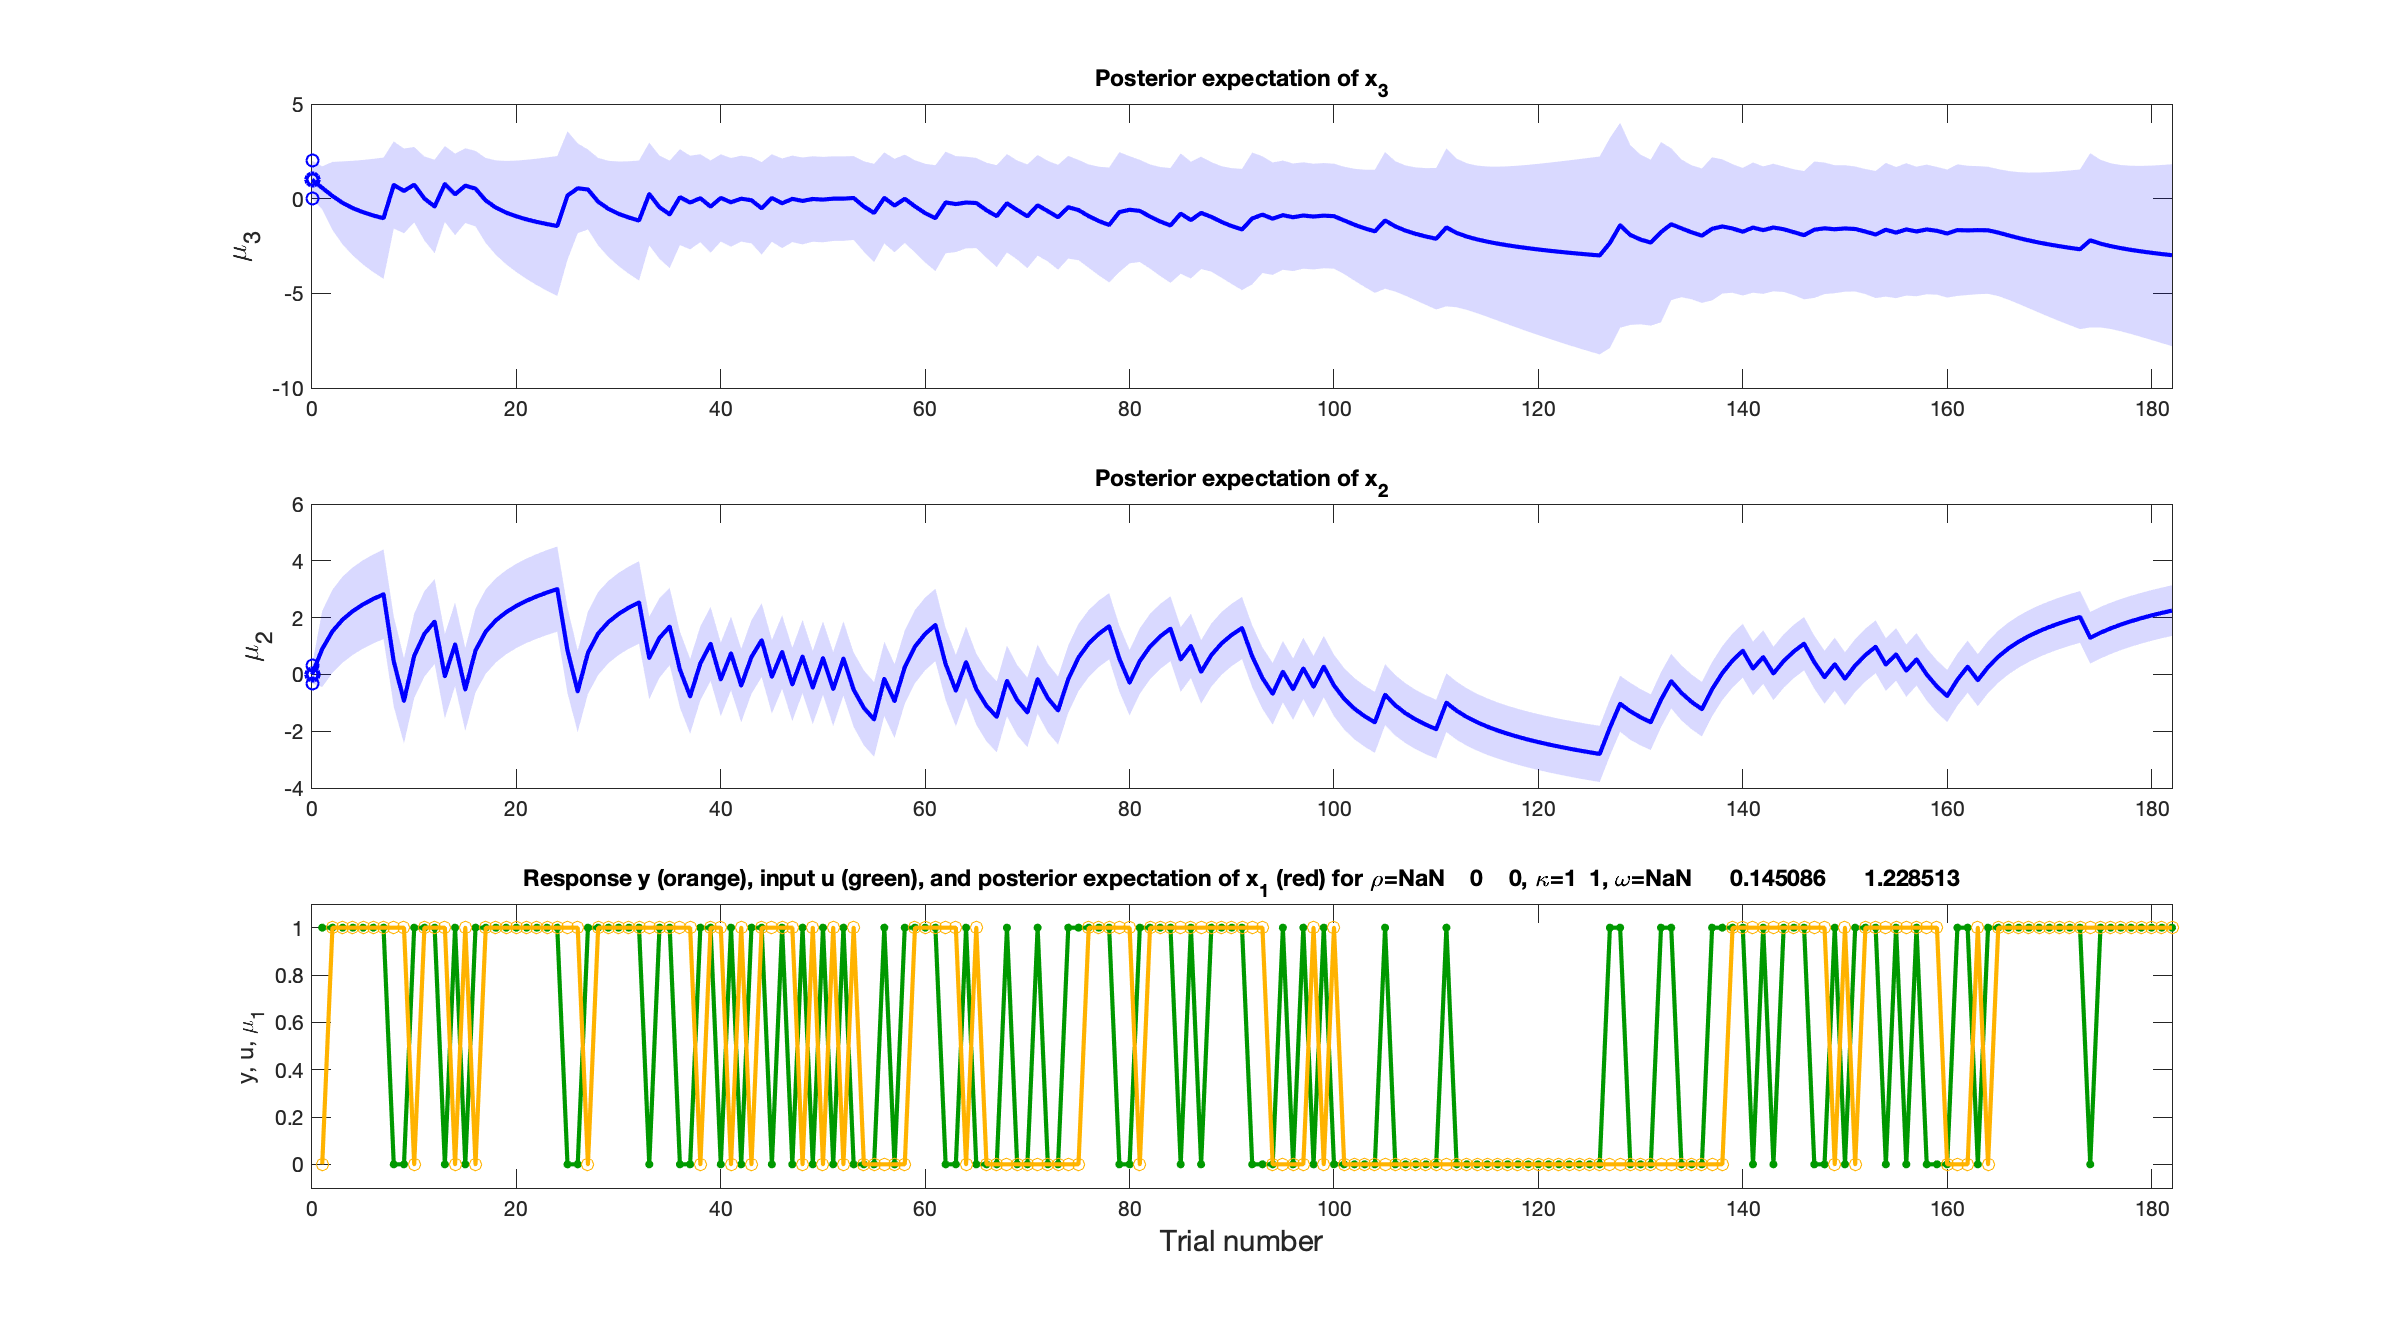 Posterior expectation of x3
5
0
-5
-10
μ3
0 20 40 60 80 100 120 140 160 180
Posterior expectation of x2
6
4
2
0
-2
-4
μ2
0 20 40 60 80 100 120 140 160 180
Response y (orange), input u (green), and posterior expectation of x1 (red) for ρ=NaN 0 0, κ=1 1, ω=NaN 0.145086 1.228513
1
0.8
0.6
0.4
0.2
0
y, u, μ1
0 20 40 60 80 100 120 140 160 180
Trial number